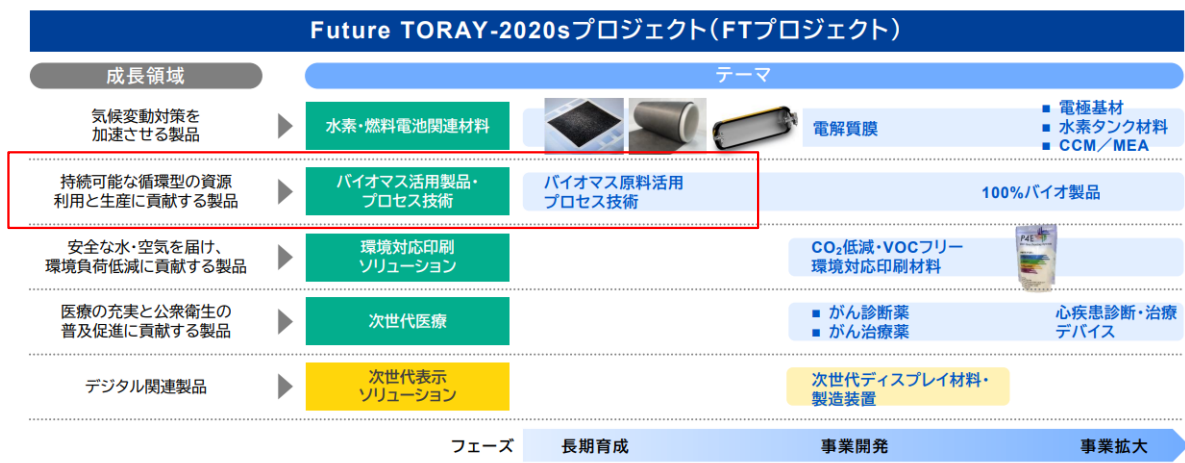 Future TORAY-2020sプロジェクト(FTプロジェクト)
成長領域
テーマ
気候変動対策を
加速させる製品
水素・燃料電池関連材料
電解質膜
■ 電極基材
■ 水素タンク材料
■ CCM/MEA
持続可能な循環型の資源
利用と生産に貢献する製品
バイオマス活用製品・
プロセス技術
バイオマス原料活用
プロセス技術
100%バイオ製品
安全な水・空気を届け、
環境負荷低減に貢献する製品
環境対応印刷
ソリューション
CO₂低減・VOCフリー
環境対応印刷材料
医療の充実と公衆衛生の
普及促進に貢献する製品
次世代医療
■ がん診断薬
■ がん治療薬
心疾患診断・治療
デバイス
デジタル関連製品
次世代表示
ソリューション
次世代ディスプレイ材料・
製造装置
フェーズ
長期育成
事業開発
事業拡大